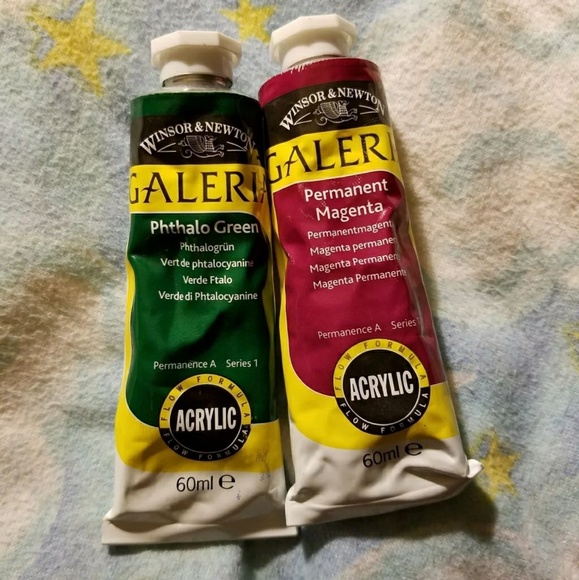 WINSOR & NEWTON
GALERIA
Phthalo Green
Phthalogrün
Vert de phtalocyanine
Verde Ftalo
Verde di Phtalocyanine
Permanence A Series 1
FLOW FORMULA
ACRYLIC
FLOW FORMULA
60ml e
WINSOR & NEWTON
GALERI
Permanent
Magenta
Permanentmagent
Magenta permanen
Magenta Permanen
Magenta Permanente
Permanence A Series
FLOW FORMULA
ACRYLIC
FLOW FORMULA
60ml e